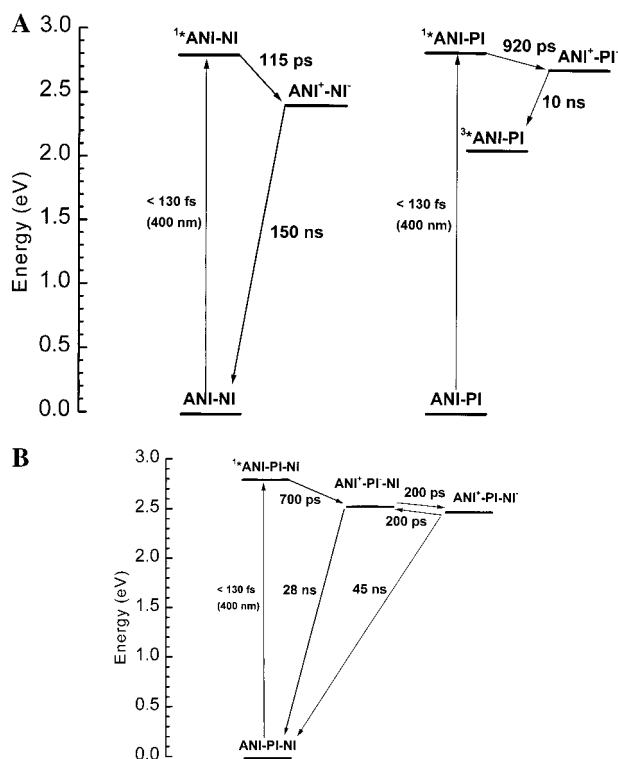 A
Energy (eV)
3.0
2.5
2.0
1.5
1.0
0.5
0.0
1*ANI-NI
115 ps
ANI+-NI-
< 130 fs
(400 nm)
150 ns
ANI-NI
1*ANI-PI
920 ps
ANI+-PI-
10 ns
3*ANI-PI
< 130 fs
(400 nm)
ANI-PI
B
Energy (eV)
3.0
2.5
2.0
1.5
1.0
0.5
0.0
1*ANI-PI-NI
700 ps
ANI+-PI--NI
200 ps
200 ps
ANI+-PI-NI-
< 130 fs
(400 nm)
28 ns
45 ns
ANI-PI-NI